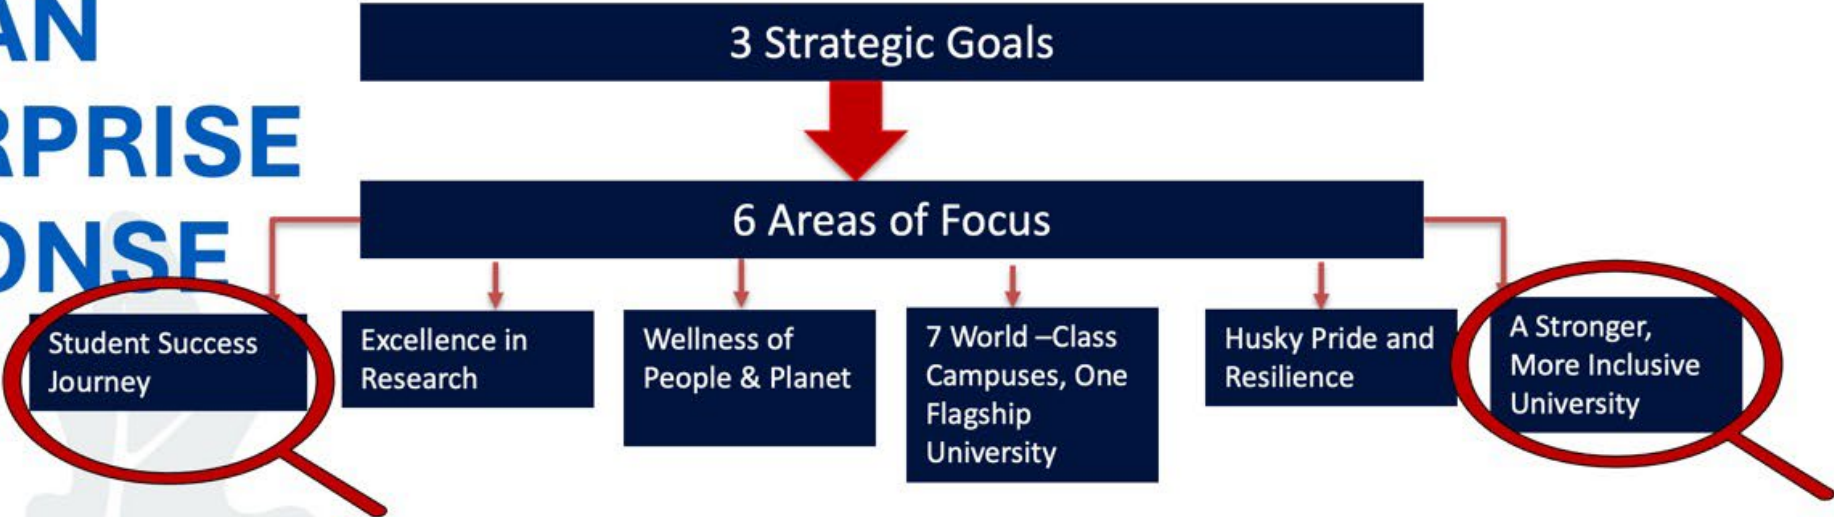 AN
RPRISE
ONSE
3 Strategic Goals
6 Areas of Focus
Student Success
Journey
Excellence in
Research
Wellness of
People & Planet
7 World –Class
Campuses, One
Flagship
University
Husky Pride and
Resilience
A Stronger,
More Inclusive
University